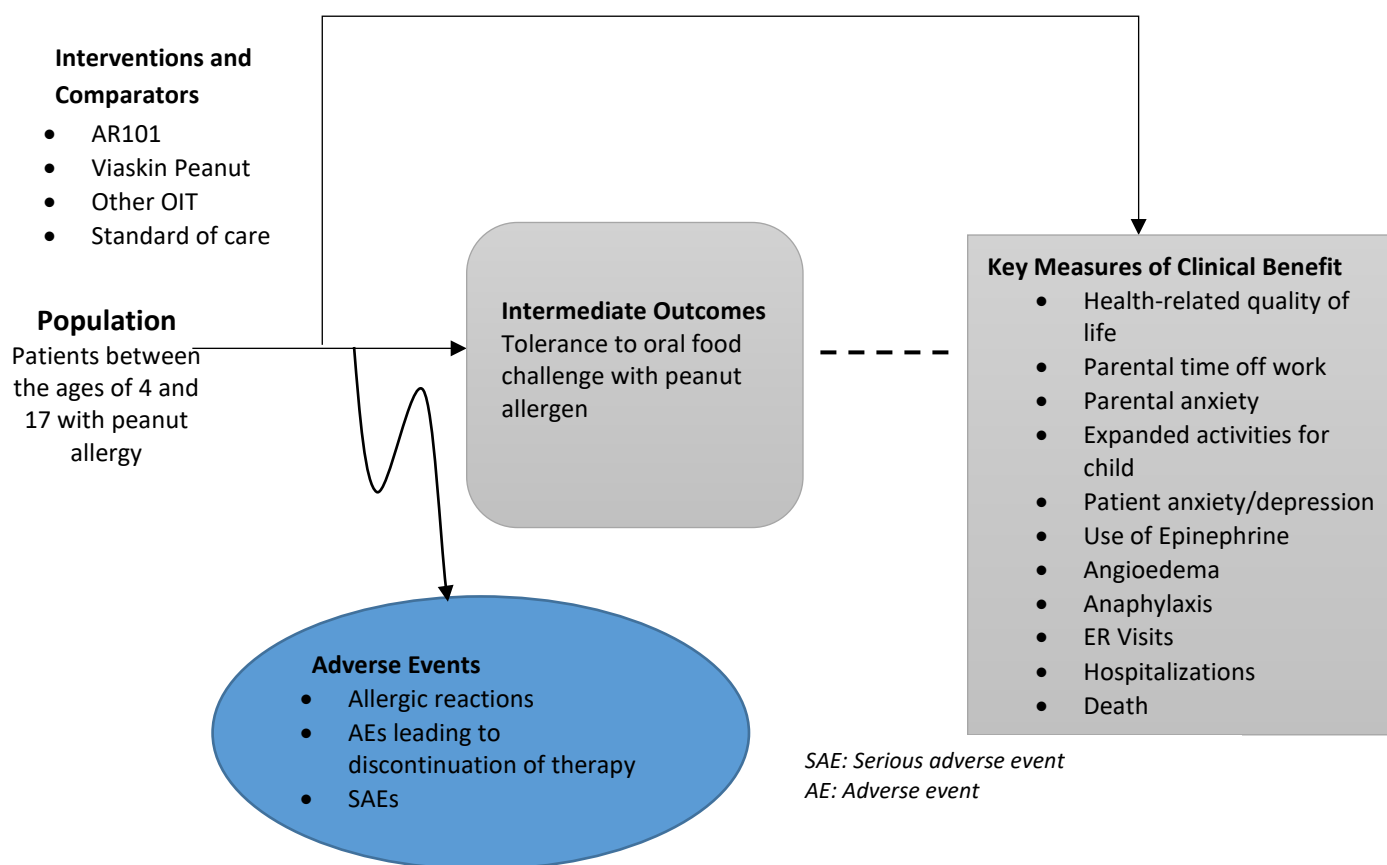 Interventions and
Comparators
• AR101
• Viaskin Peanut
• Other OIT
• Standard of care
Population
Patients between
the ages of 4 and
17 with peanut
allergy
Intermediate Outcomes
Tolerance to oral food
challenge with peanut
allergen
Key Measures of Clinical Benefit
• Health-related quality of
life
• Parental time off work
• Parental anxiety
• Expanded activities for
child
• Patient anxiety/depression
• Use of Epinephrine
• Angioedema
• Anaphylaxis
• ER Visits
• Hospitalizations
• Death
Adverse Events
• Allergic reactions
• AEs leading to
discontinuation of therapy
• SAEs
SAE: Serious adverse event
AE: Adverse event